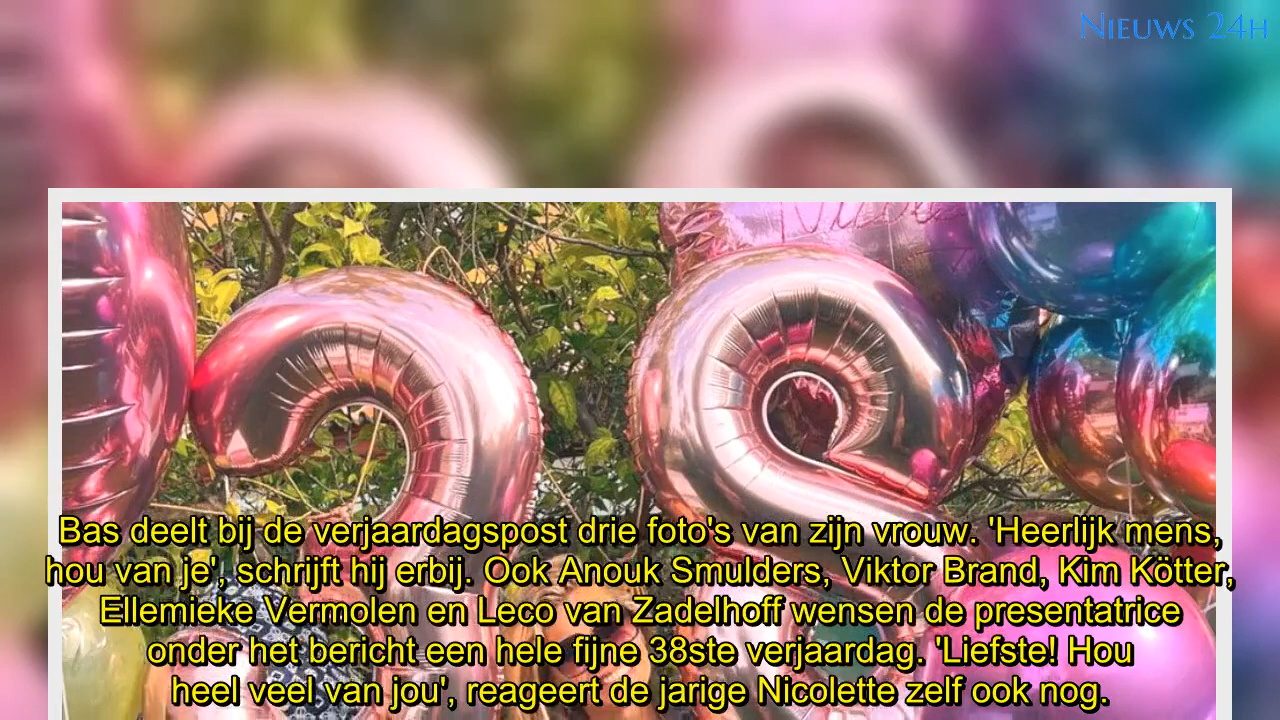 Nieuws 24h
Nicole
Bas deelt bij de verjaardagspost drie foto's van zijn vrouw. 'Heerlijk mens,
hou van je', schrijft hij erbij. Ook Anouk Smulders, Viktor Brand, Kim Kötter,
Ellemieke Vermolen en Leco van Zadelhoff wensen de presentatrice
onder het bericht een hele fijne 38ste verjaardag. 'Liefste! Hou
heel veel van jou', reageert de jarige Nicolette zelf ook nog.